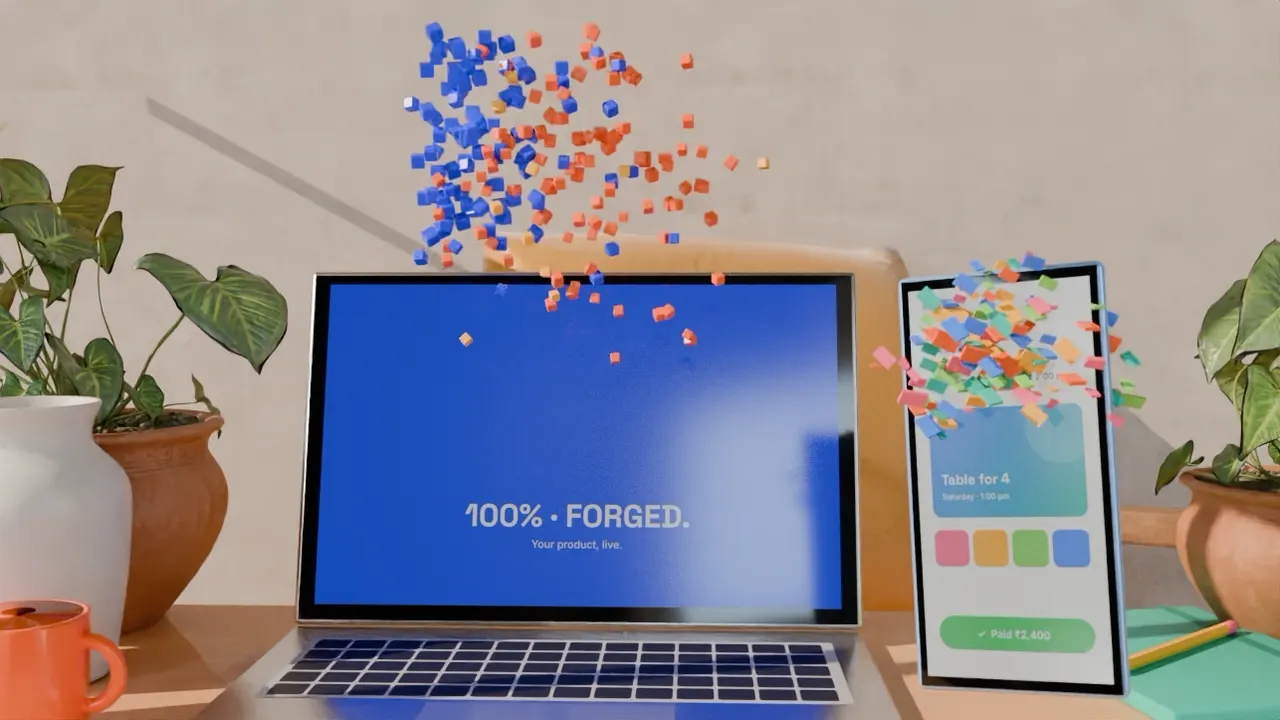 100% · FORGED.
Your product, live.
Table for 4
Saturday · 1:00 pm
✓ Paid ₹2,400